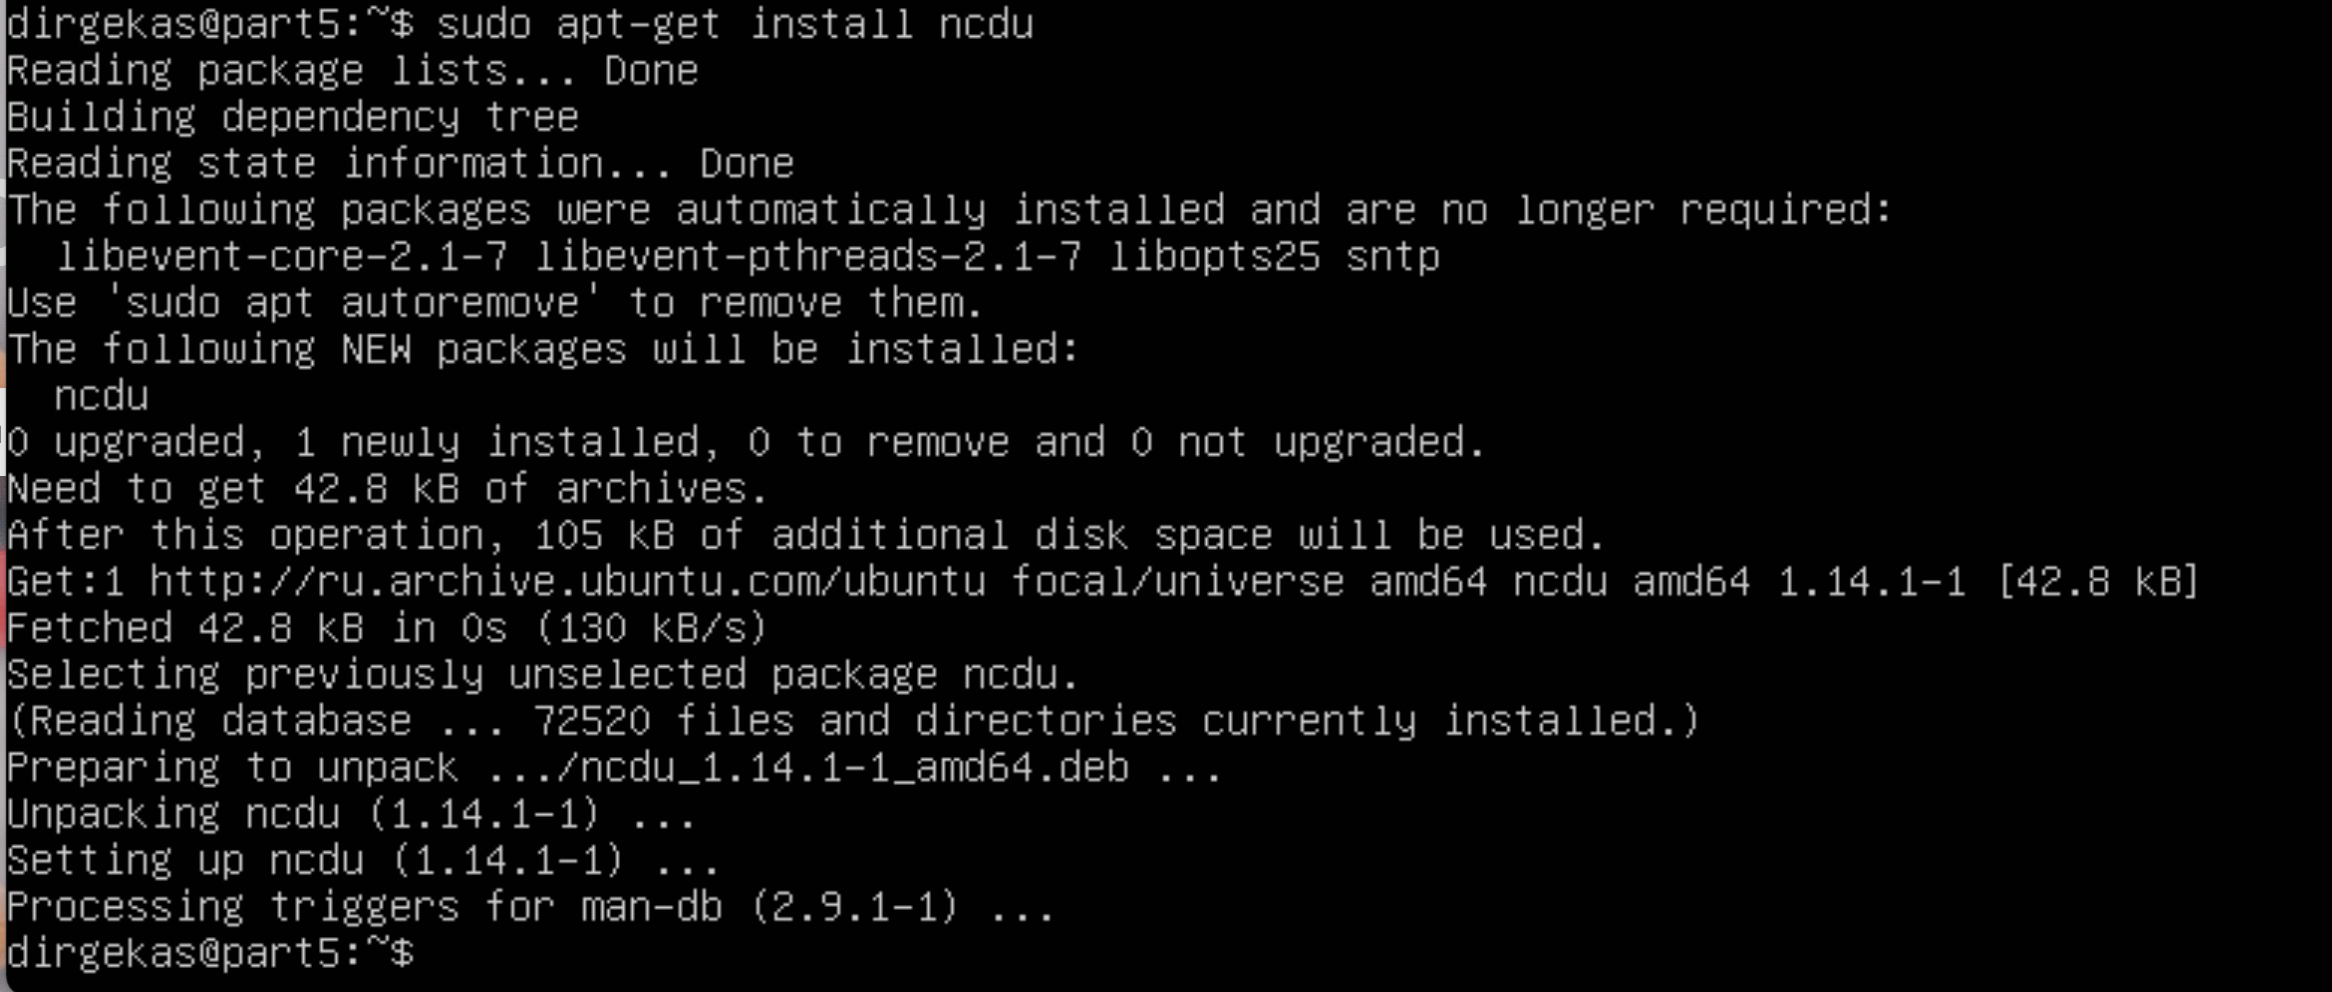 dirgekas@part5:~$ sudo apt-get install ncdu
Reading package lists... Done
Building dependency tree
Reading state information... Done
The following packages were automatically installed and are no longer required:
  libevent-core-2.1-7 libevent-pthreads-2.1-7 libopts25 sntp
Use 'sudo apt autoremove' to remove them.
The following NEW packages will be installed:
  ncdu
0 upgraded, 1 newly installed, 0 to remove and 0 not upgraded.
Need to get 42.8 kB of archives.
After this operation, 105 kB of additional disk space will be used.
Get:1 http://ru.archive.ubuntu.com/ubuntu focal/universe amd64 ncdu amd64 1.14.1-1 [42.8 kB]
Fetched 42.8 kB in 0s (130 kB/s)
Selecting previously unselected package ncdu.
(Reading database ... 72520 files and directories currently installed.)
Preparing to unpack .../ncdu_1.14.1-1_amd64.deb ...
Unpacking ncdu (1.14.1-1) ...
Setting up ncdu (1.14.1-1) ...
Processing triggers for man-db (2.9.1-1) ...
dirgekas@part5:~$